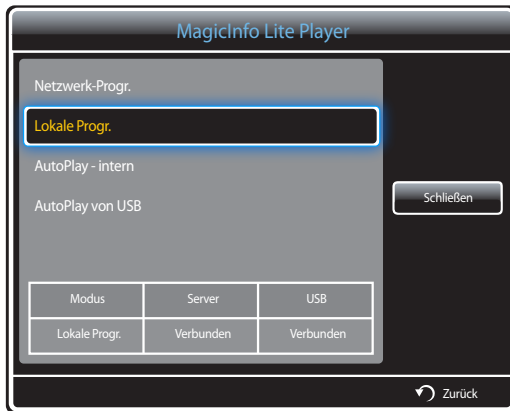 MagicInfo Lite Player
Netzwerk-Progr.
Lokale Progr.
AutoPlay - intern
AutoPlay von USB
Schließen
Modus Server USB
Lokale Progr. Verbunden Verbunden
Zurück